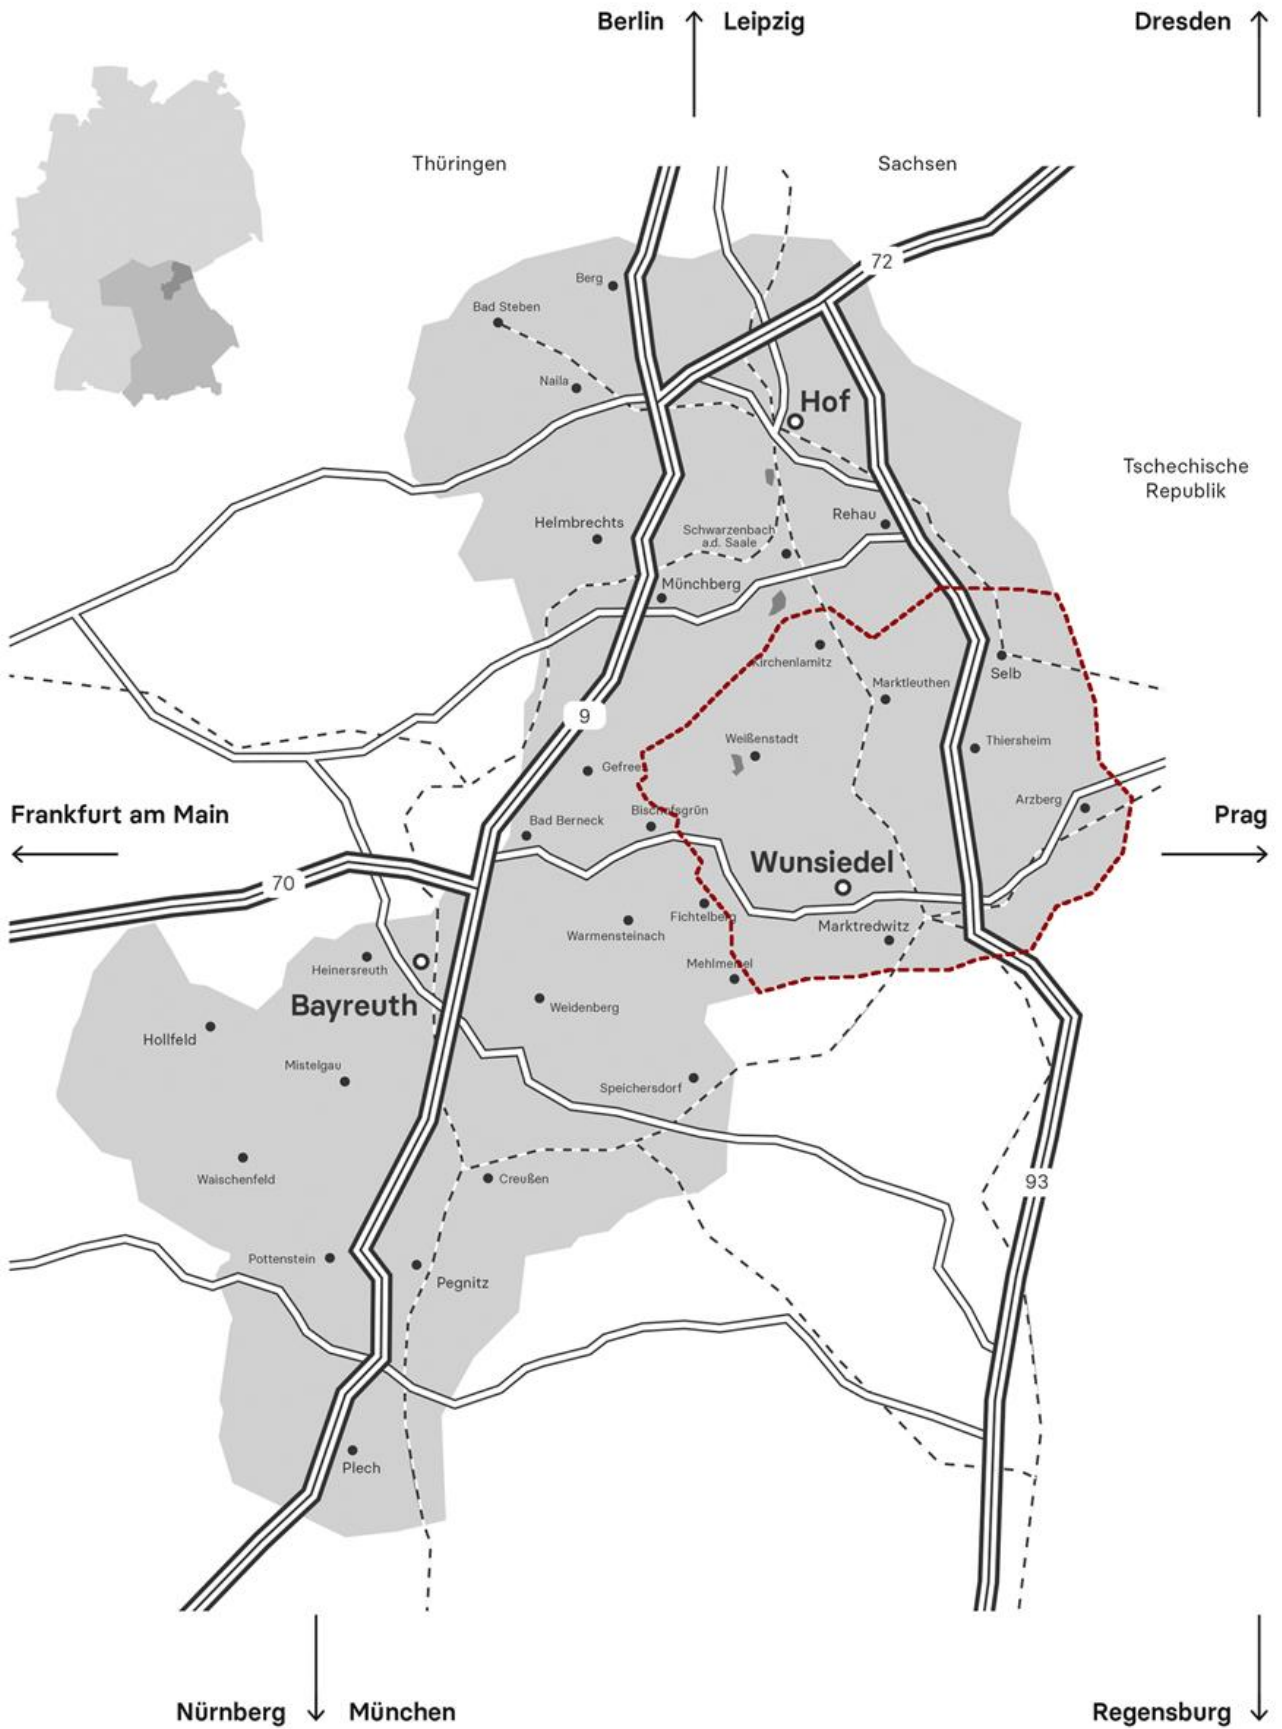 Berlin
Leipzig
Dresden
Thüringen
Sachsen
72
Berg
Bad Steben
Naila
Hof
Tschechische
Republik
Helmbrechts
Schwarzenbach
a.d. Saale
Rehau
Münchberg
Kirchenlamitz
Selb
Marktleuthen
9
Weißenstadt
Thiersheim
Gefrees
Arzberg
Frankfurt am Main
Bad Berneck
Bischofsgrün
Prag
Wunsiedel
70
Fichtelberg
Marktredwitz
Warmensteinach
Heinersreuth
Mehlmeisel
Bayreuth
Weidenberg
Hollfeld
Mistelgau
Speichersdorf
Waischenfeld
Creußen
93
Pottenstein
Pegnitz
Plech
Nürnberg
München
Regensburg